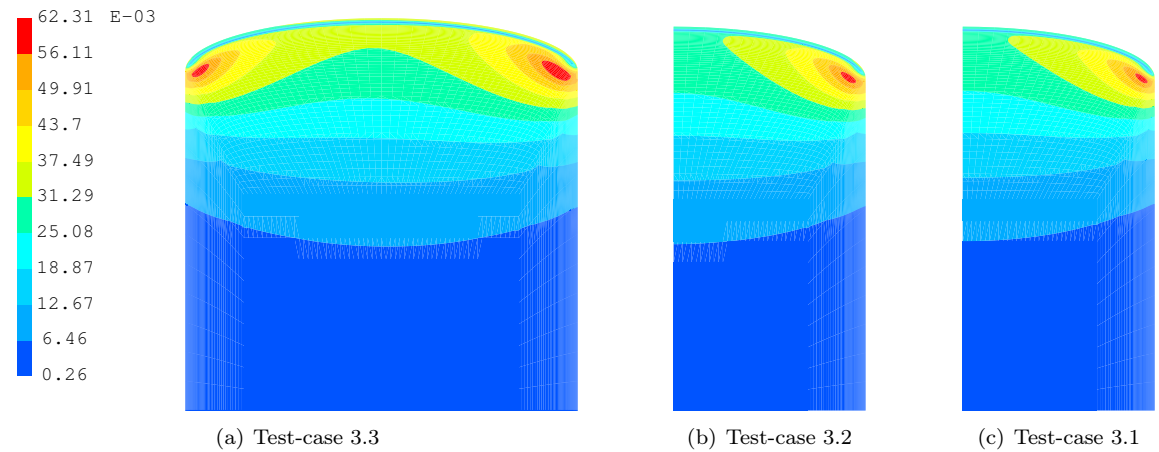 62.31 E-03
56.11
49.91
43.7
37.49
31.29
25.08
18.87
12.67
6.46
0.26
(a) Test-case 3.3
(b) Test-case 3.2
(c) Test-case 3.1